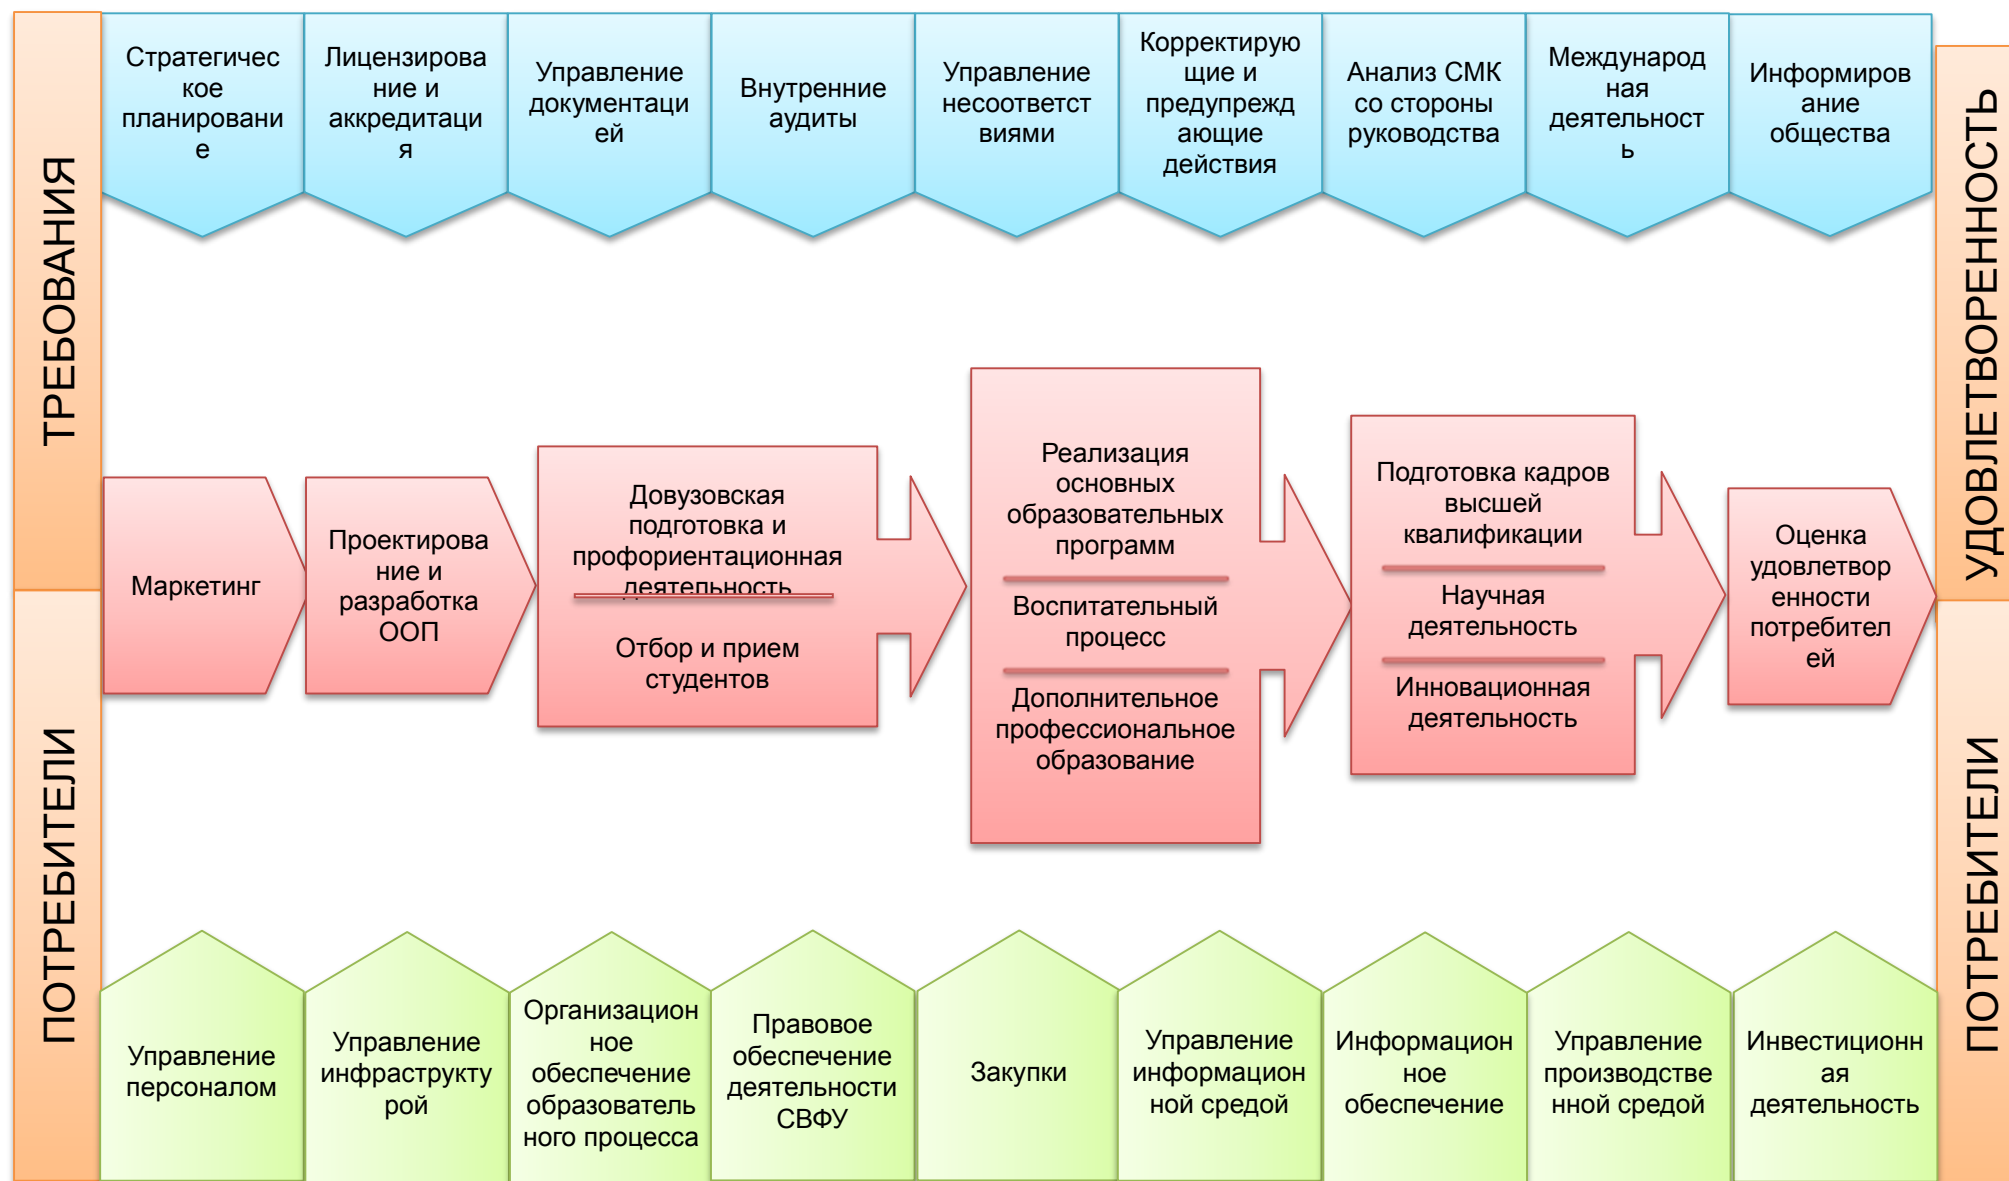 ТРЕБОВАНИЯ
ПОТРЕБИТЕЛИ
Стратегичес
кое
планировани
е
Лицензирова
ние и
аккредитаци
я
Управление
документаци
ей
Внутренние
аудиты
Управление
несоответст
виями
Корректирую
щие и
предупрежд
ающие
действия
Анализ СМК
со стороны
руководства
Международ
ная
деятельност
ь
Информиров
ание
общества
Маркетинг
Проектирова
ние и
разработка
ООП
Довузовская
подготовка и
профориентационная
деятельность
Отбор и прием
студентов
Реализация
основных
образовательных
программ
Воспитательный
процесс
Дополнительное
профессиональное
образование
Подготовка кадров
высшей
квалификации
Научная
деятельность
Инновационная
деятельность
Оценка
удовлетвор
енности
потребител
ей
Управление
персоналом
Управление
инфраструкту
рой
Организацион
ное
обеспечение
образователь
ного процесса
Правовое
обеспечение
деятельности
СВФУ
Закупки
Управление
информацион
ной средой
Информацион
ное
обеспечение
Управление
производстве
нной средой
Инвестиционн
ая
деятельность
УДОВЛЕТВОРЕННОСТЬ
ПОТРЕБИТЕЛИ